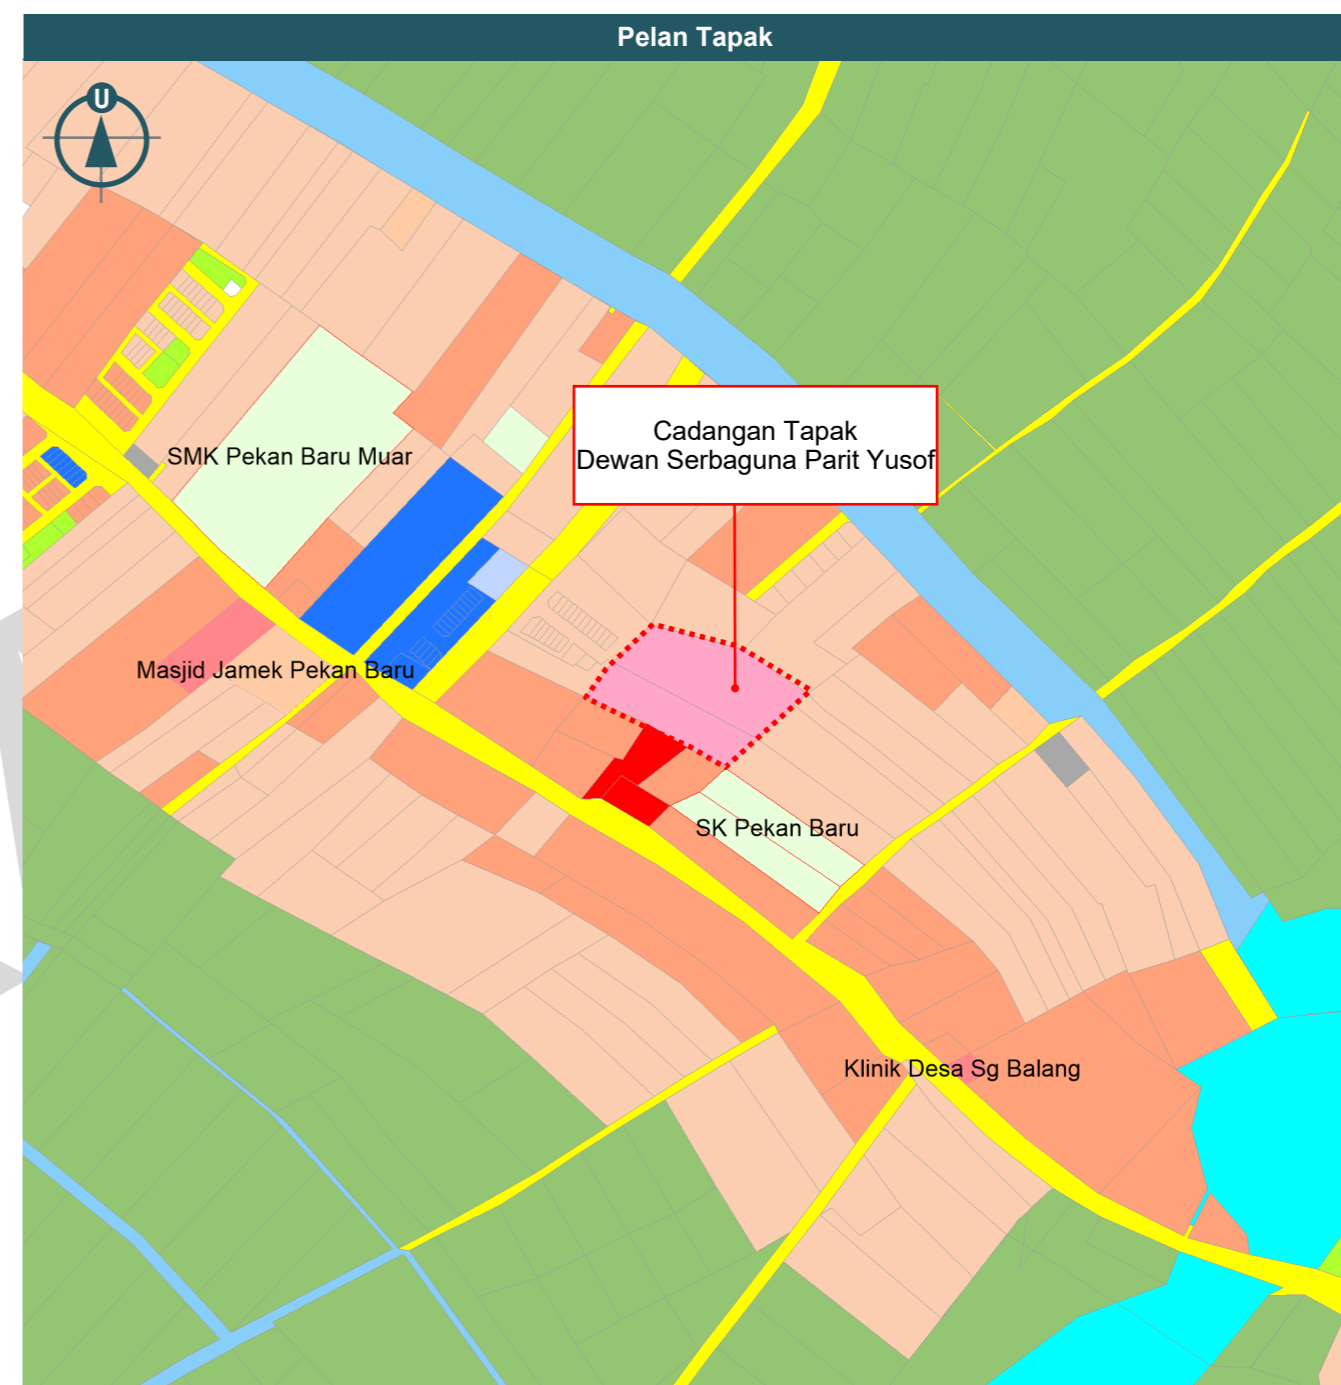 Pelan Tapak
U
Cadangan Tapak
Dewan Serbaguna Parit Yusof
SMK Pekan Baru Muar
Masjid Jamek Pekan Baru
SK Pekan Baru
Klinik Desa Sg Balang